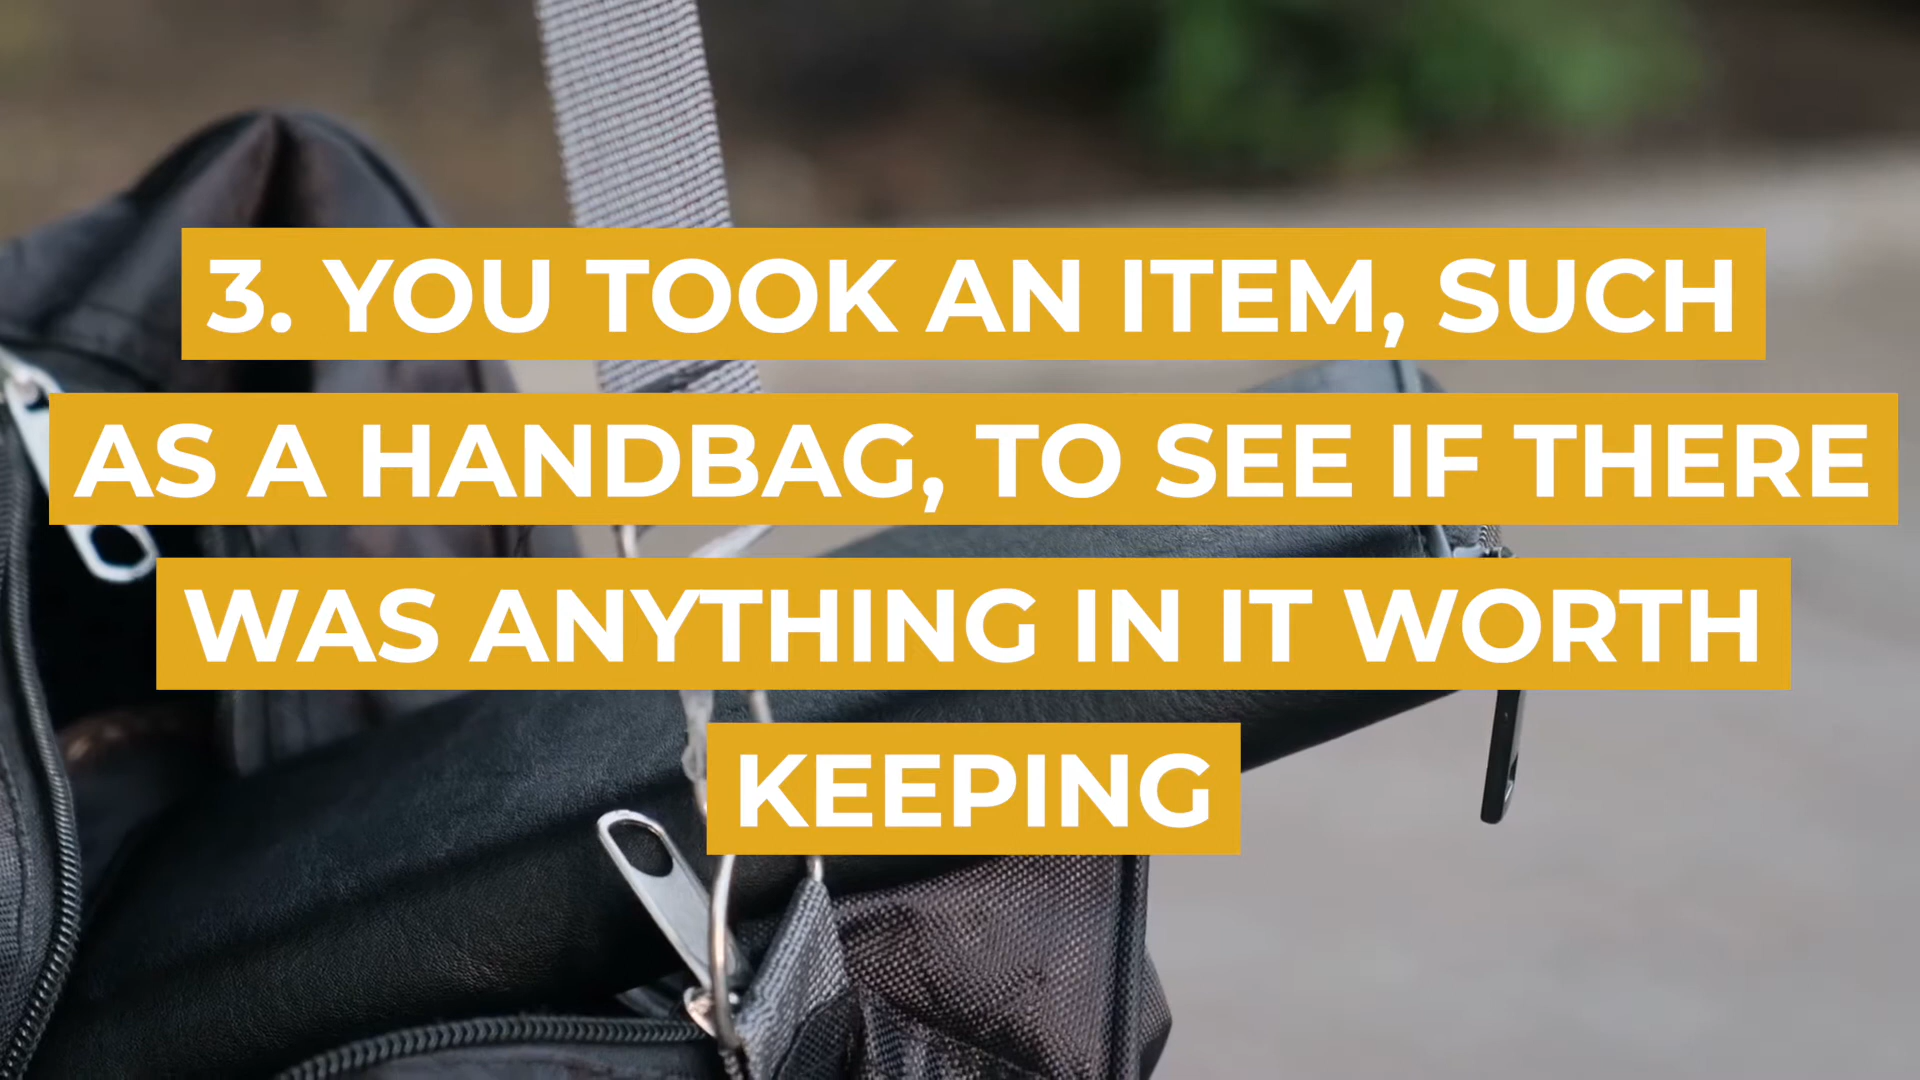 3. YOU TOOK AN ITEM, SUCH
AS A HANDBAG, TO SEE IF THERE
WAS ANYTHING IN IT WORTH
KEEPING